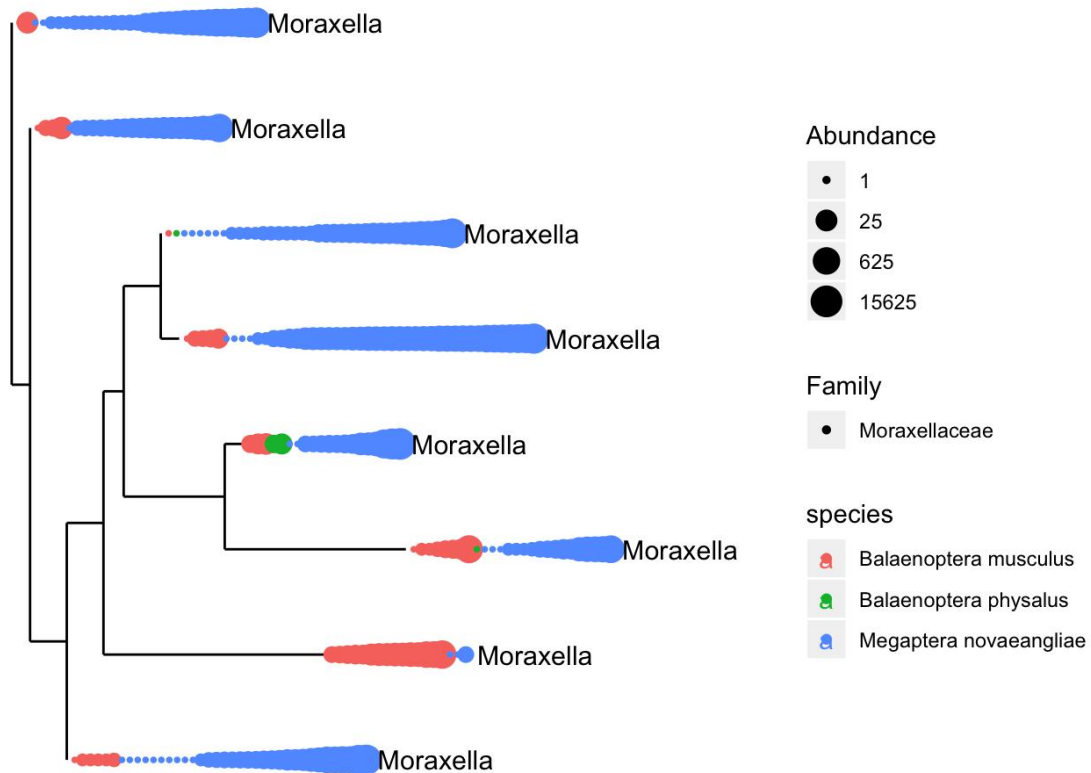 Moraxella
Moraxella
Moraxella
Moraxella
Moraxella
Moraxella
Moraxella
Moraxella
Abundance
1
25
625
15625
Family
Moraxellaceae
species
a Balaenoptera musculus
a Balaenoptera physalus
a Megaptera novaeangliae